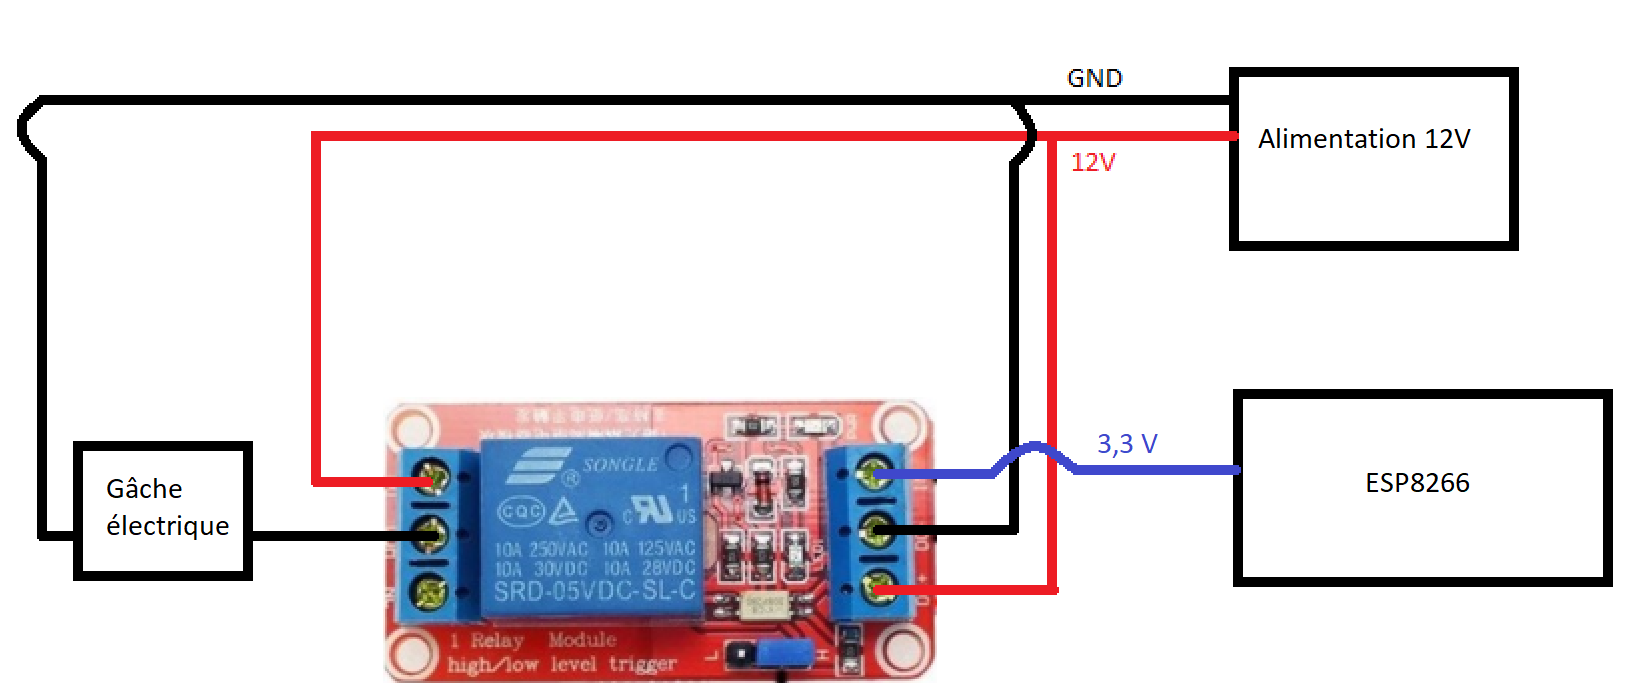 GND
Alimentation 12V
12V
3,3 V
ESP8266
Gâche
électrique
SONGLE
®
CQC
C US
1
10A 250VAC 10A 125VAC
10A 30VDC 10A 28VDC
SRD-05VDC-SL-C
L
H
1 Relay Module
high/low level trigger